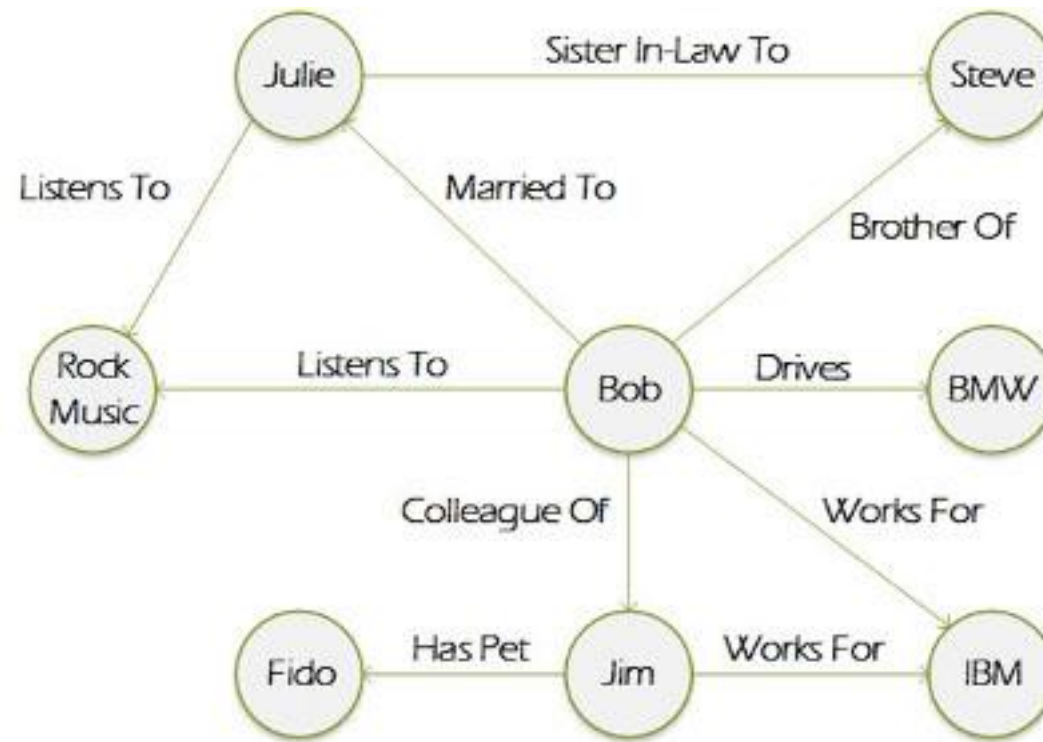 Sister In-Law To
Julie
Steve
Listens To
Married To
Brother Of
Rock
Music
Listens To
Bob
Drives
BMW
Colleague Of
Works For
Fido
Has Pet
Jim
Works For
IBM